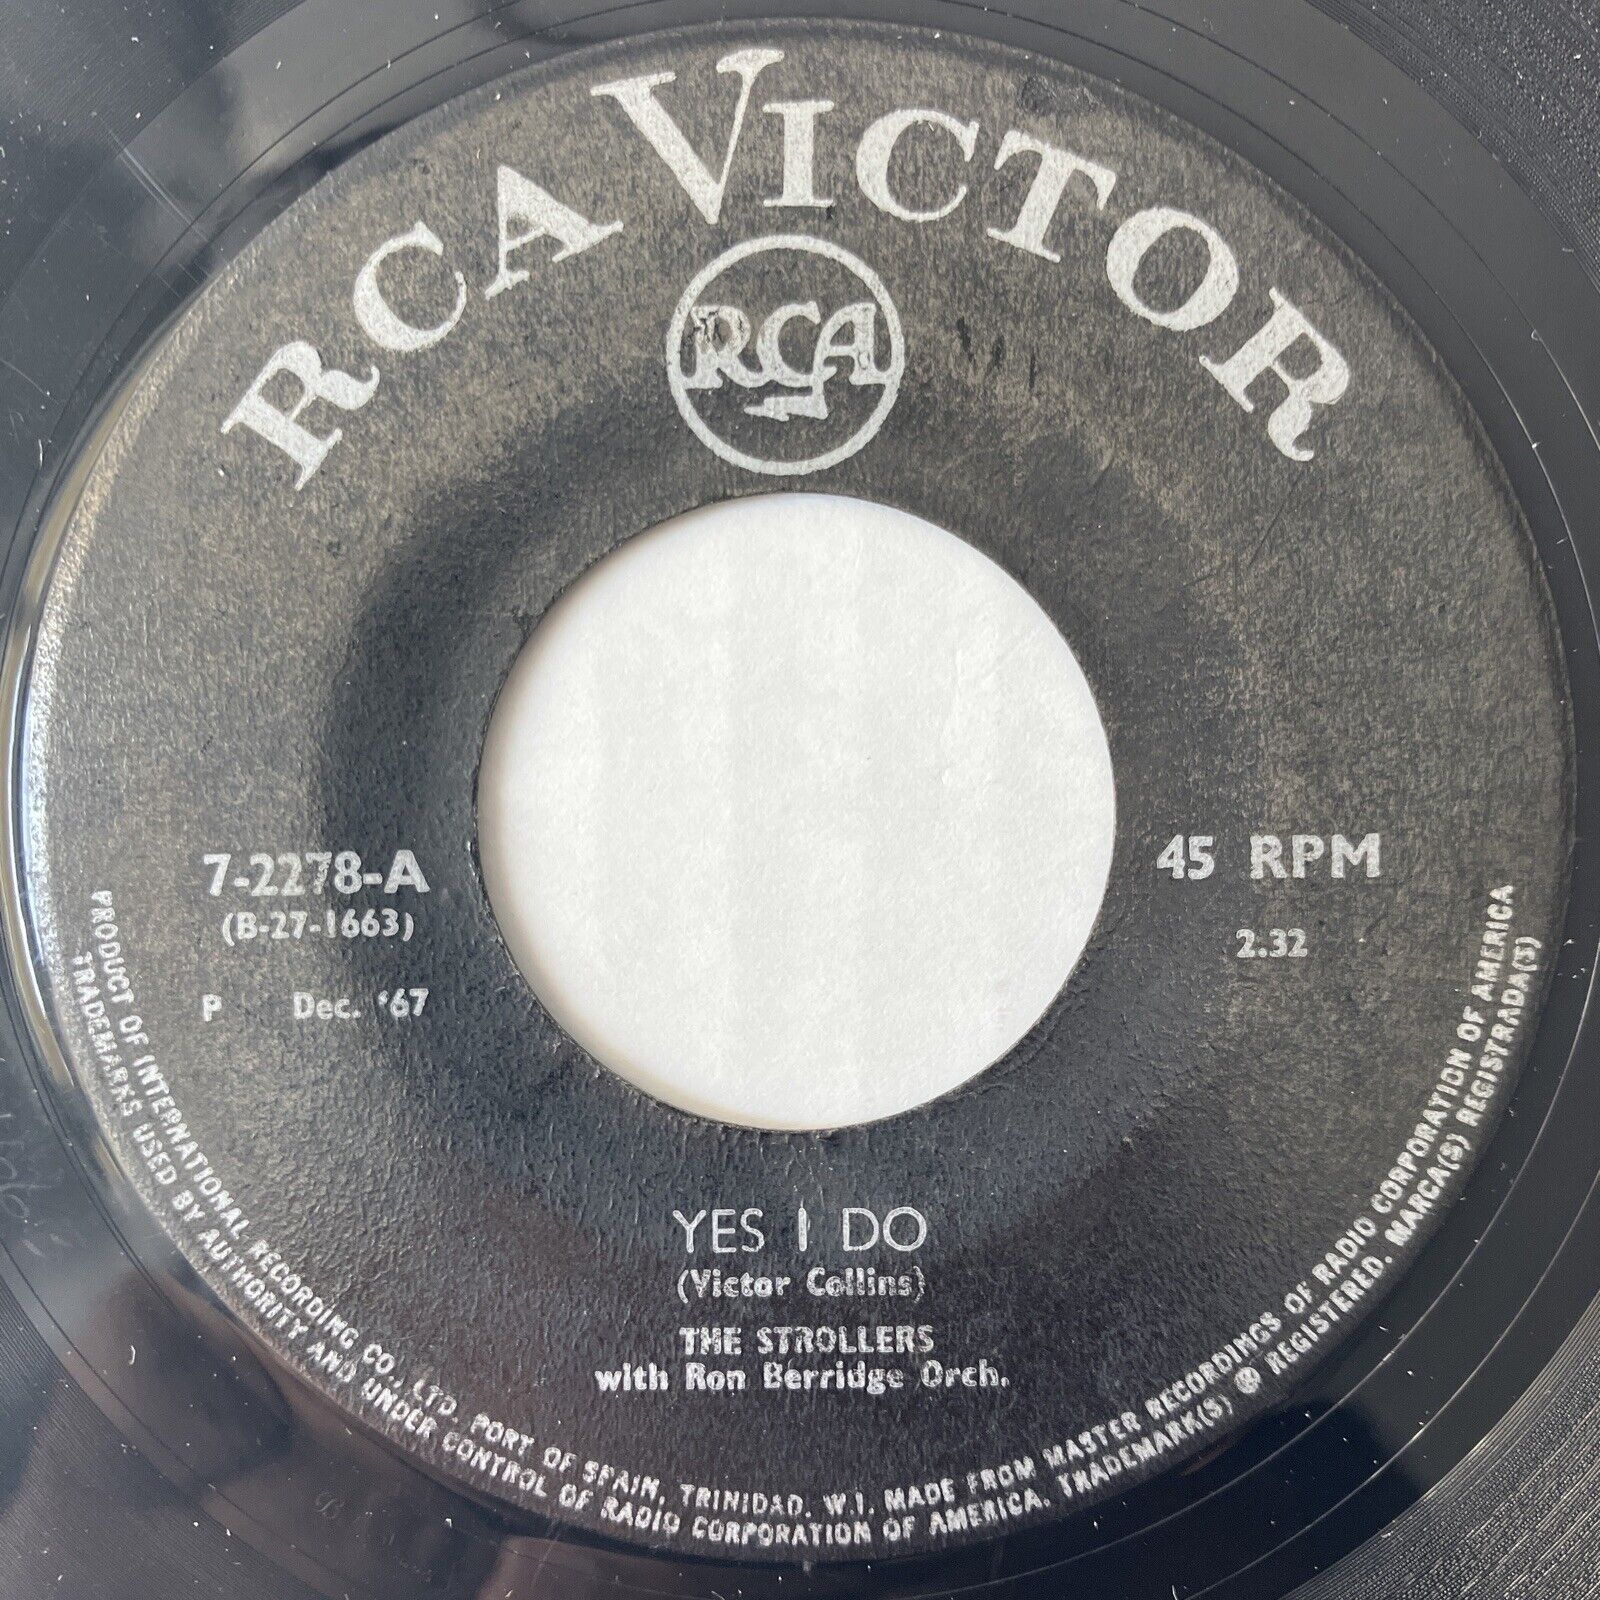 RCA VICTOR
RCA
7-2278-A
(B-27-1663)
P Dec. '67
45 RPM
2.32
YES I DO
(Victor Collins)
THE STROLLERS
with Ron Berridge Orch.
PRODUCT OF INTERNATIONAL RECORDING CO., LTD. PORT OF SPAIN, TRINIDAD. W.I. MADE FROM MASTER RECORDINGS OF RADIO CORPORATION OF AMERICA
TRADEMARKS USED BY AUTHORITY AND UNDER CONTROL OF RADIO CORPORATION OF AMERICA. TRADEMARK(S) ® REGISTERED. MARCA(S) REGISTRADA(S)